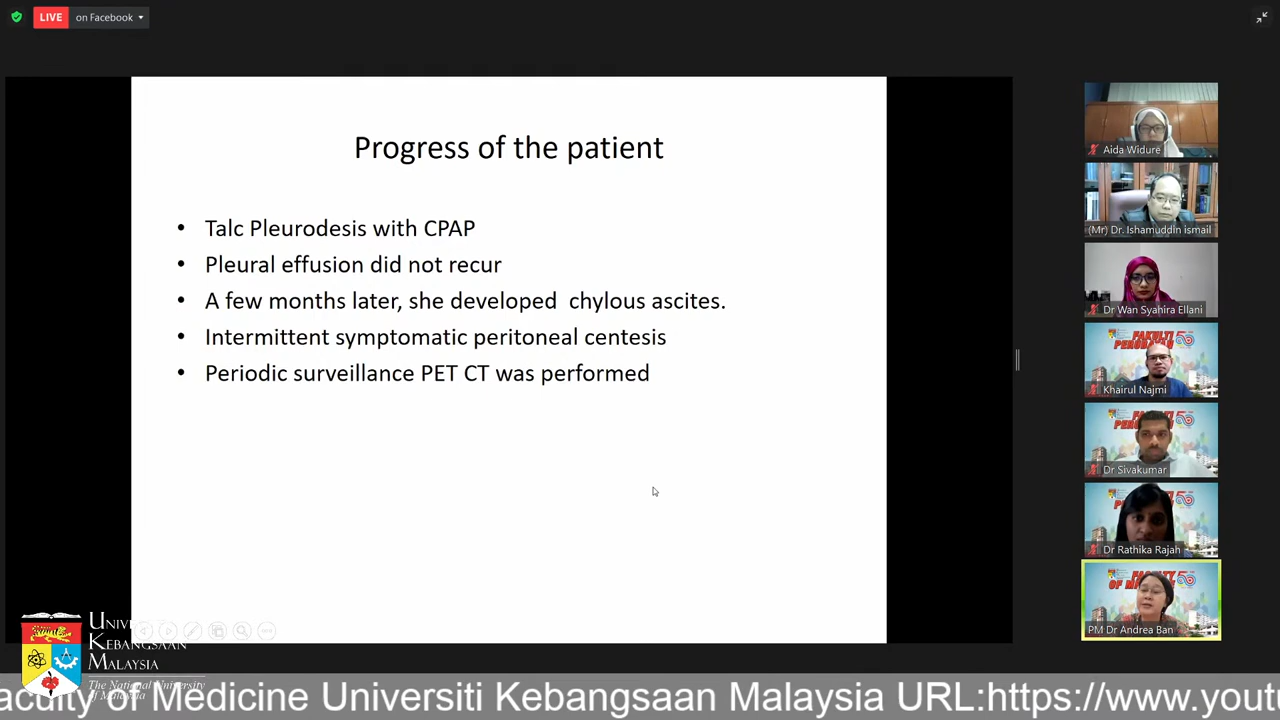 LIVE on Facebook
Progress of the patient
• Talc Pleurodesis with CPAP
• Pleural effusion did not recur
• A few months later, she developed chylous ascites.
• Intermittent symptomatic peritoneal centesis
• Periodic surveillance PET CT was performed
Aida Widure
(Mr) Dr. Ishamuddin ismail
Dr Wan Syahira Ellani
Khairul Najmi
Dr Sivakumar
Dr Rathika Rajah
PM Dr Andrea Ban
KEBANGSAAN
MALAYSIA
The National University
of Malaysia
aculty of Medicine Universiti Kebangsaan Malaysia URL:https://www.youtu